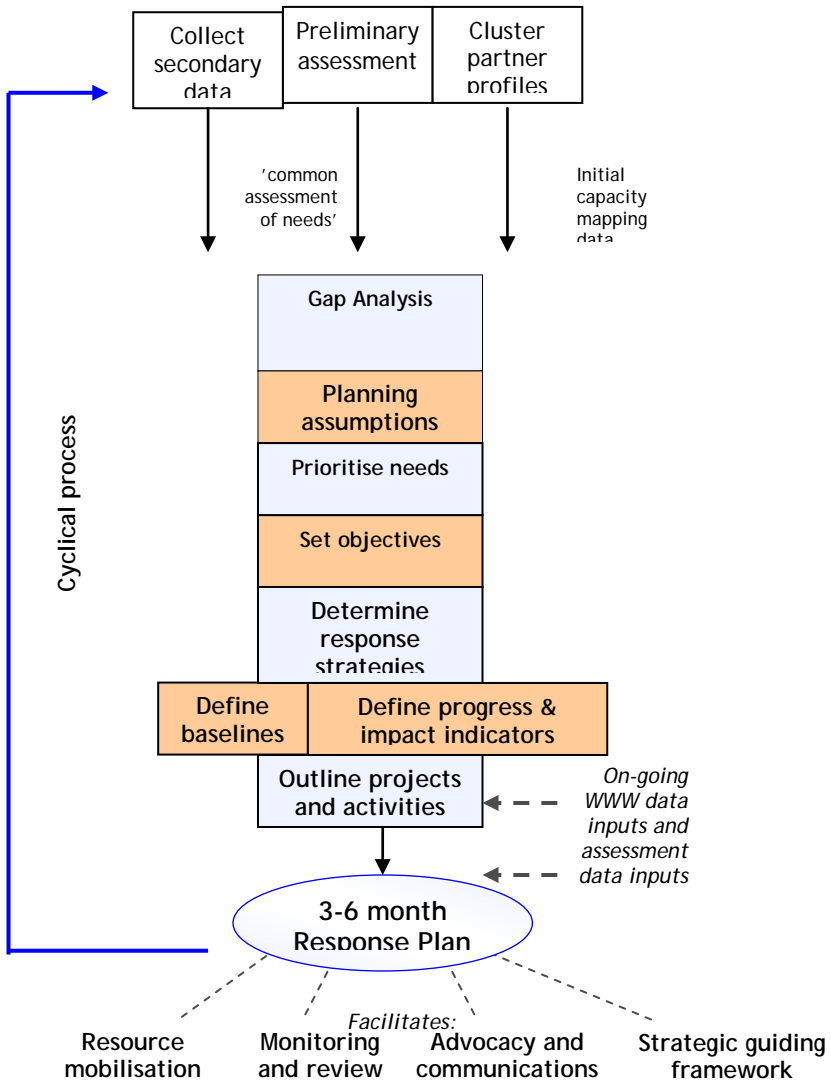 Collect
secondary
data
Preliminary
assessment
Cluster
partner
profiles
'common
assessment
of needs'
Initial
capacity
mapping
data
Cyclical process
Gap Analysis
Planning
assumptions
Prioritise needs
Set objectives
Determine
response
strategies
Define
baselines
Define progress &
impact indicators
Outline projects
and activities
On-going
WWW data
inputs and
assessment
data inputs
3-6 month
Response Plan
Facilitates:
Resource
mobilisation
Monitoring
and review
Advocacy and
communications
Strategic guiding
framework